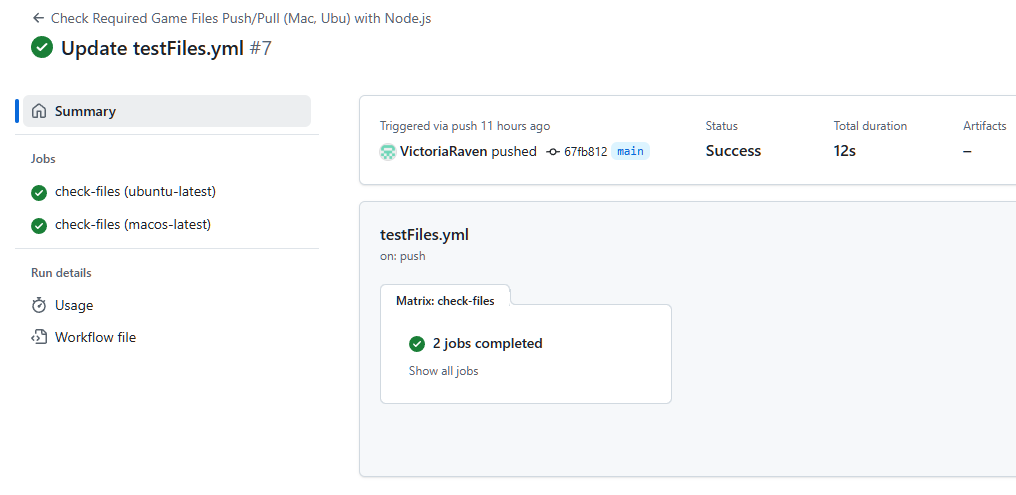 ← Check Required Game Files Push/Pull (Mac, Ubu) with Node.js
Update testFiles.yml #7
Summary
Jobs
check-files (ubuntu-latest)
check-files (macos-latest)
Run details
Usage
Workflow file
Triggered via push 11 hours ago
VictoriaRaven pushed 67fb812 main
Status
Success
Total duration
12s
Artifacts
–
testFiles.yml
on: push
Matrix: check-files
2 jobs completed
Show all jobs